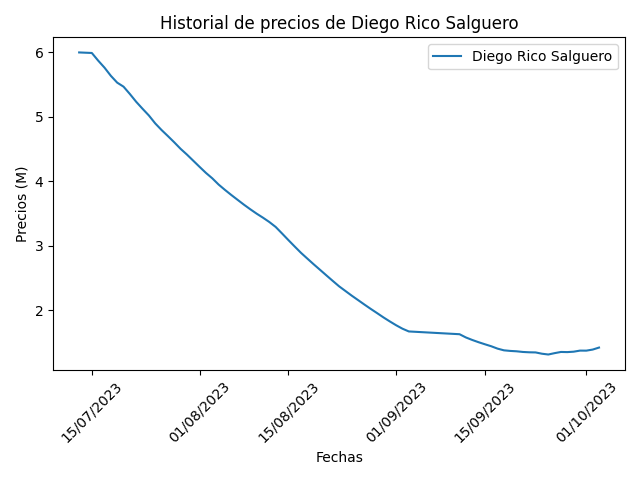 Historial de precios de Diego Rico Salguero
Diego Rico Salguero
Precios (M)
6
5
4
3
2
15/07/2023
01/08/2023
15/08/2023
01/09/2023
15/09/2023
01/10/2023
Fechas